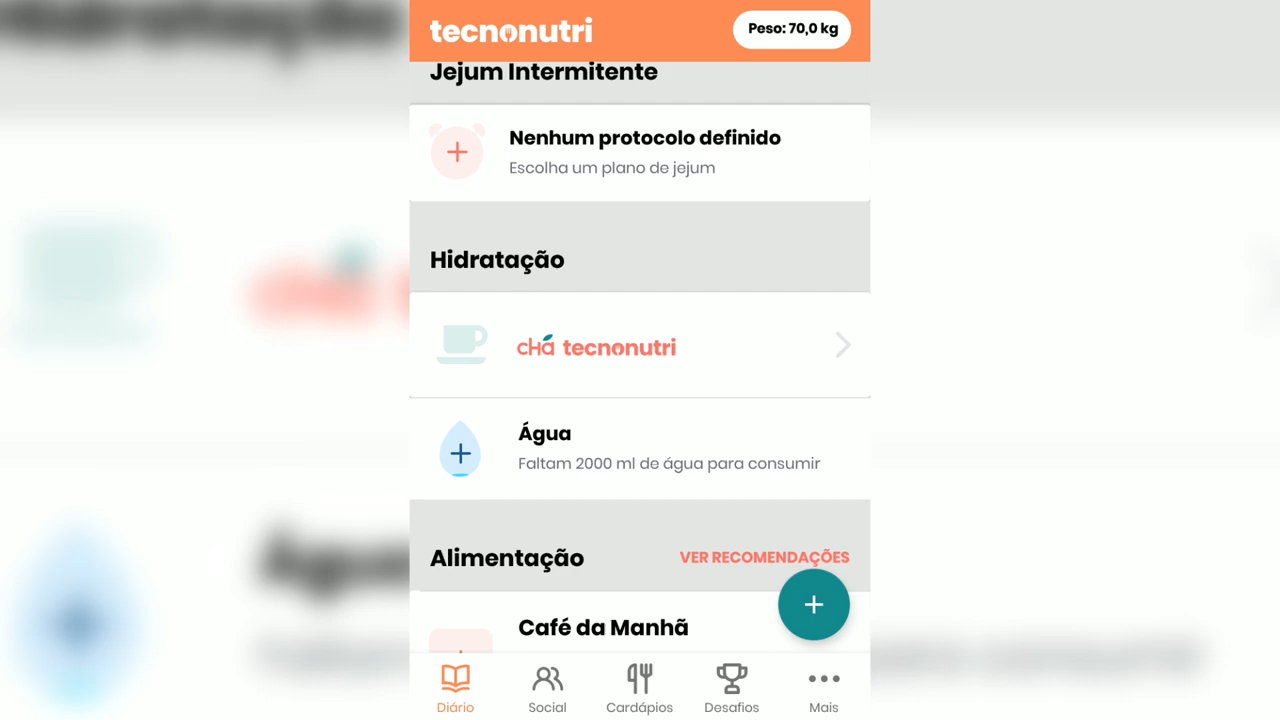 tecnonutri
Peso: 70,0 kg
Jejum Intermitente
Nenhum protocolo definido
Escolha um plano de jejum
Hidratação
chá tecnonutri
Água
Faltam 2000 ml de água para consumir
Alimentação
VER RECOMENDAÇÕES
Café da Manhã
Diário
Social
Cardápios
Desafios
Mais